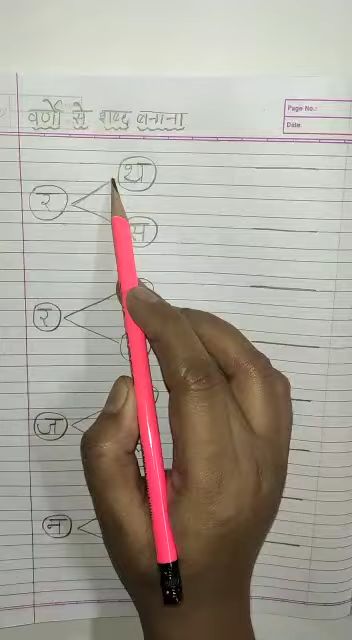 वर्णो से शब्द बनाना
Page No.:
Date:
थ
र
स
र
ज
न